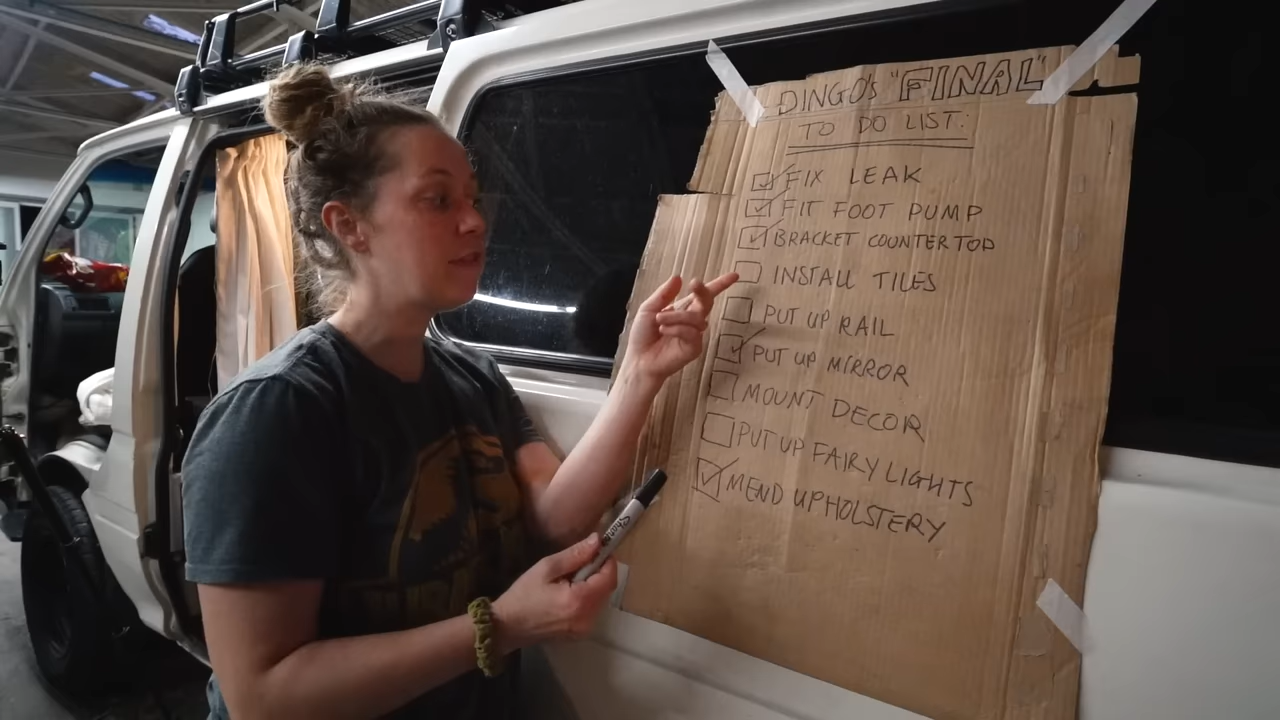 DINGO'S "FINAL"
TO DO LIST:
FIX LEAK
FIT FOOT PUMP
BRACKET COUNTERTOP
INSTALL TILES
PUT UP RAIL
PUT UP MIRROR
MOUNT DECOR
PUT UP FAIRY LIGHTS
MEND UPHOLSTERY
Sharpie